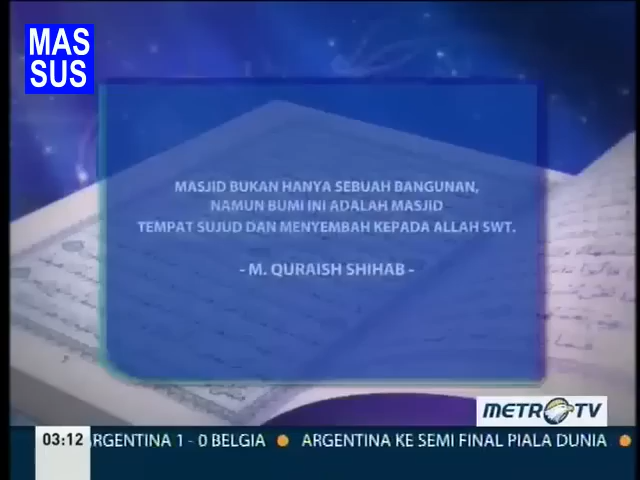 MAS
SUS
MASJID BUKAN HANYA SEBUAH BANGUNAN,
NAMUN BUMI INI ADALAH MASJID
TEMPAT SUJUD DAN MENYEMBAH KEPADA ALLAH SWT.
- M. QURAISH SHIHAB -
METRO TV
03:12 RGENTINA 1 - 0 BELGIA ● ARGENTINA KE SEMI FINAL PIALA DUNIA ●